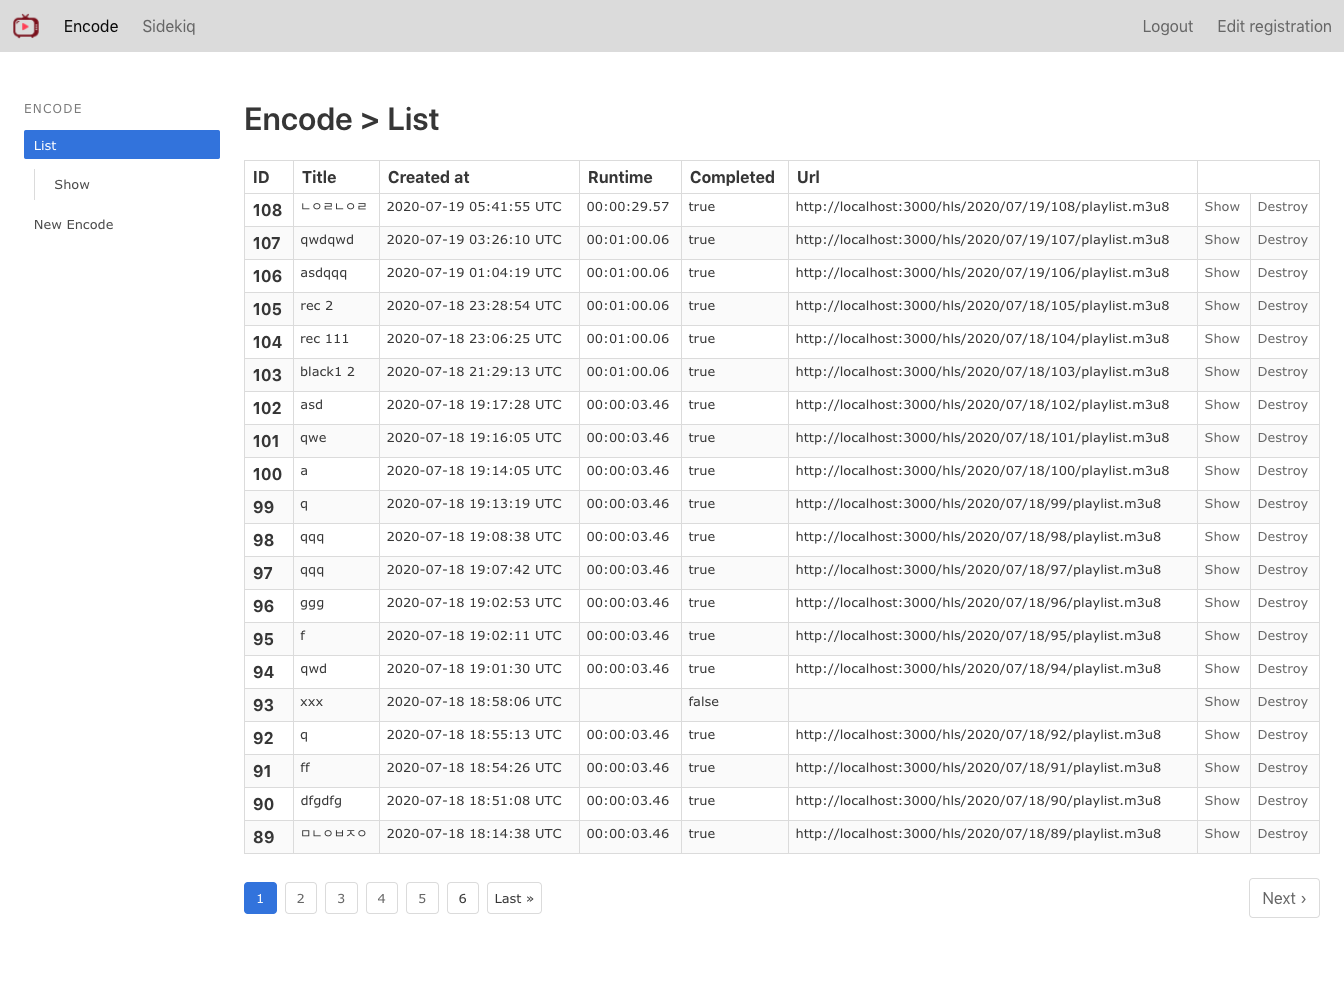 Encode Sidekiq Logout Edit registration
ENCODE
List
Show
New Encode
Encode > List
ID Title Created at Runtime Completed Url
108 ㄴㅇㄹㄴㅇㄹ 2020-07-19 05:41:55 UTC 00:00:29.57 true http://localhost:3000/hls/2020/07/19/108/playlist.m3u8 Show Destroy
107 qwdqwd 2020-07-19 03:26:10 UTC 00:01:00.06 true http://localhost:3000/hls/2020/07/19/107/playlist.m3u8 Show Destroy
106 asdqqq 2020-07-19 01:04:19 UTC 00:01:00.06 true http://localhost:3000/hls/2020/07/19/106/playlist.m3u8 Show Destroy
105 rec 2 2020-07-18 23:28:54 UTC 00:01:00.06 true http://localhost:3000/hls/2020/07/18/105/playlist.m3u8 Show Destroy
104 rec 111 2020-07-18 23:06:25 UTC 00:01:00.06 true http://localhost:3000/hls/2020/07/18/104/playlist.m3u8 Show Destroy
103 black1 2 2020-07-18 21:29:13 UTC 00:01:00.06 true http://localhost:3000/hls/2020/07/18/103/playlist.m3u8 Show Destroy
102 asd 2020-07-18 19:17:28 UTC 00:00:03.46 true http://localhost:3000/hls/2020/07/18/102/playlist.m3u8 Show Destroy
101 qwe 2020-07-18 19:16:05 UTC 00:00:03.46 true http://localhost:3000/hls/2020/07/18/101/playlist.m3u8 Show Destroy
100 a 2020-07-18 19:14:05 UTC 00:00:03.46 true http://localhost:3000/hls/2020/07/18/100/playlist.m3u8 Show Destroy
99 q 2020-07-18 19:13:19 UTC 00:00:03.46 true http://localhost:3000/hls/2020/07/18/99/playlist.m3u8 Show Destroy
98 qqq 2020-07-18 19:08:38 UTC 00:00:03.46 true http://localhost:3000/hls/2020/07/18/98/playlist.m3u8 Show Destroy
97 qqq 2020-07-18 19:07:42 UTC 00:00:03.46 true http://localhost:3000/hls/2020/07/18/97/playlist.m3u8 Show Destroy
96 ggg 2020-07-18 19:02:53 UTC 00:00:03.46 true http://localhost:3000/hls/2020/07/18/96/playlist.m3u8 Show Destroy
95 f 2020-07-18 19:02:11 UTC 00:00:03.46 true http://localhost:3000/hls/2020/07/18/95/playlist.m3u8 Show Destroy
94 qwd 2020-07-18 19:01:30 UTC 00:00:03.46 true http://localhost:3000/hls/2020/07/18/94/playlist.m3u8 Show Destroy
93 xxx 2020-07-18 18:58:06 UTC false Show Destroy
92 q 2020-07-18 18:55:13 UTC 00:00:03.46 true http://localhost:3000/hls/2020/07/18/92/playlist.m3u8 Show Destroy
91 ff 2020-07-18 18:54:26 UTC 00:00:03.46 true http://localhost:3000/hls/2020/07/18/91/playlist.m3u8 Show Destroy
90 dfgdfg 2020-07-18 18:51:08 UTC 00:00:03.46 true http://localhost:3000/hls/2020/07/18/90/playlist.m3u8 Show Destroy
89 ㅁㄴㅇㅂㅈㅇ 2020-07-18 18:14:38 UTC 00:00:03.46 true http://localhost:3000/hls/2020/07/18/89/playlist.m3u8 Show Destroy
1 2 3 4 5 6 Last » Next ›